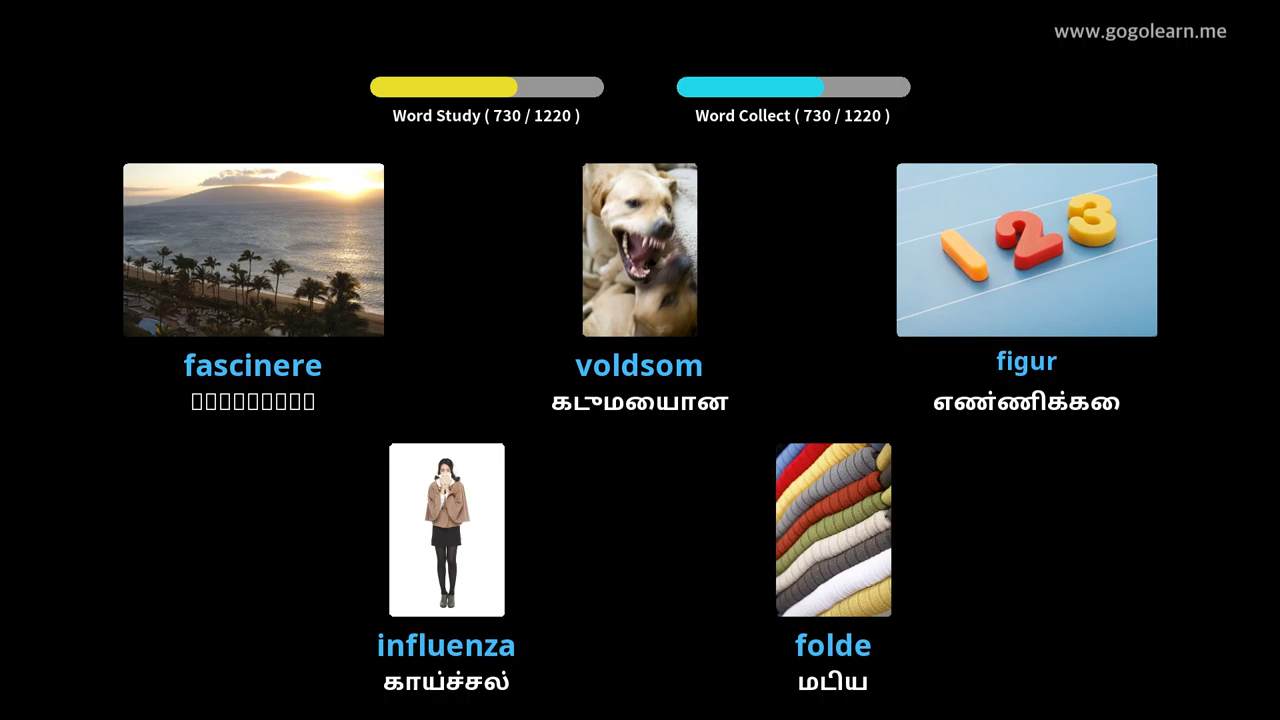 www.gogolearn.me
Word Study ( 730 / 1220 )
Word Collect ( 730 / 1220 )
fascinere
voldsom
figur
கடுமையான
எண்ணிக்கை
influenza
folde
காய்ச்சல்
மடிய